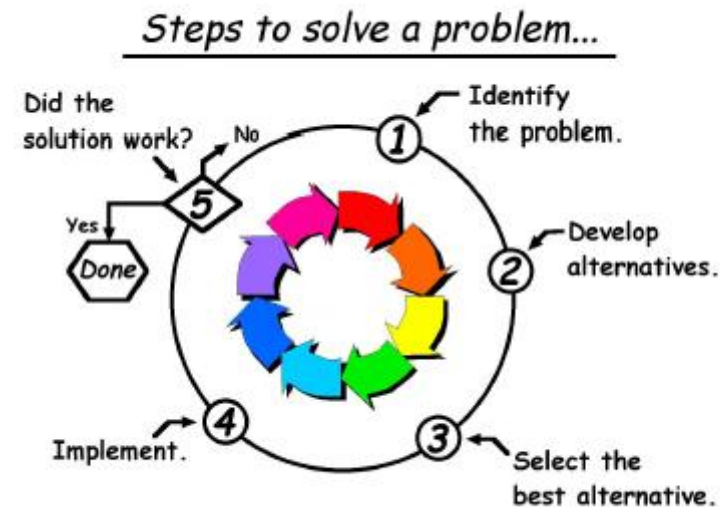 Steps to solve a problem...
1
Identify
the problem.
2
Develop
alternatives.
3
Select the
best alternative.
4
Implement.
5
Did the
solution work?
No
Yes
Done